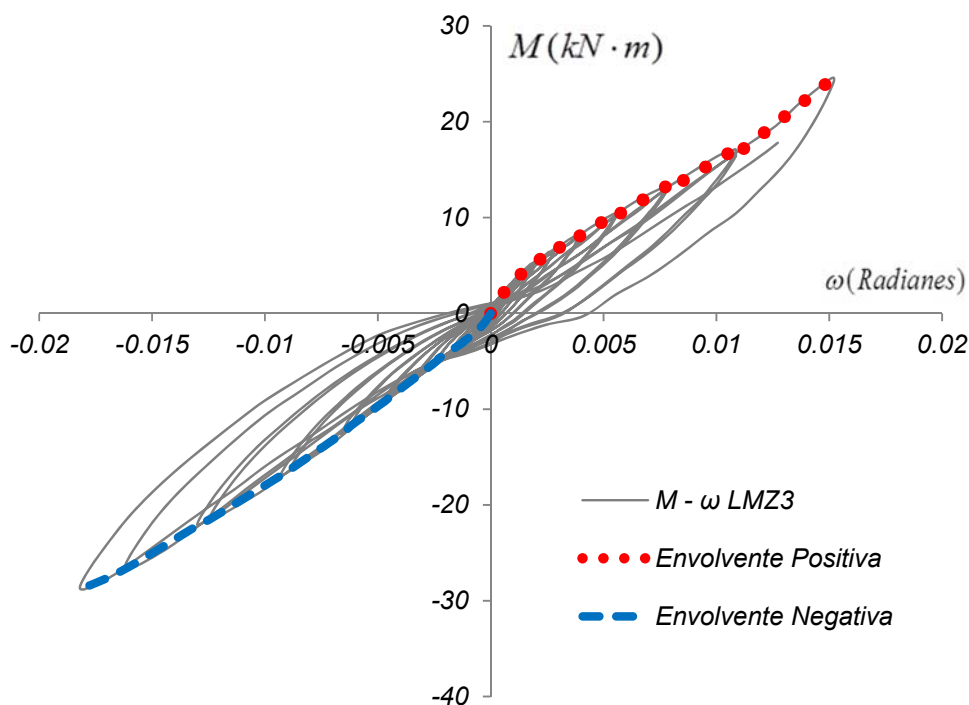 30
M (kN · m)
20
10
ω (Radianes)
0
-0.02 -0.015 -0.01 -0.005 0 0.005 0.01 0.015 0.02
-10
-20
M - ω LMZ3
Envolvente Positiva
-30
Envolvente Negativa
-40